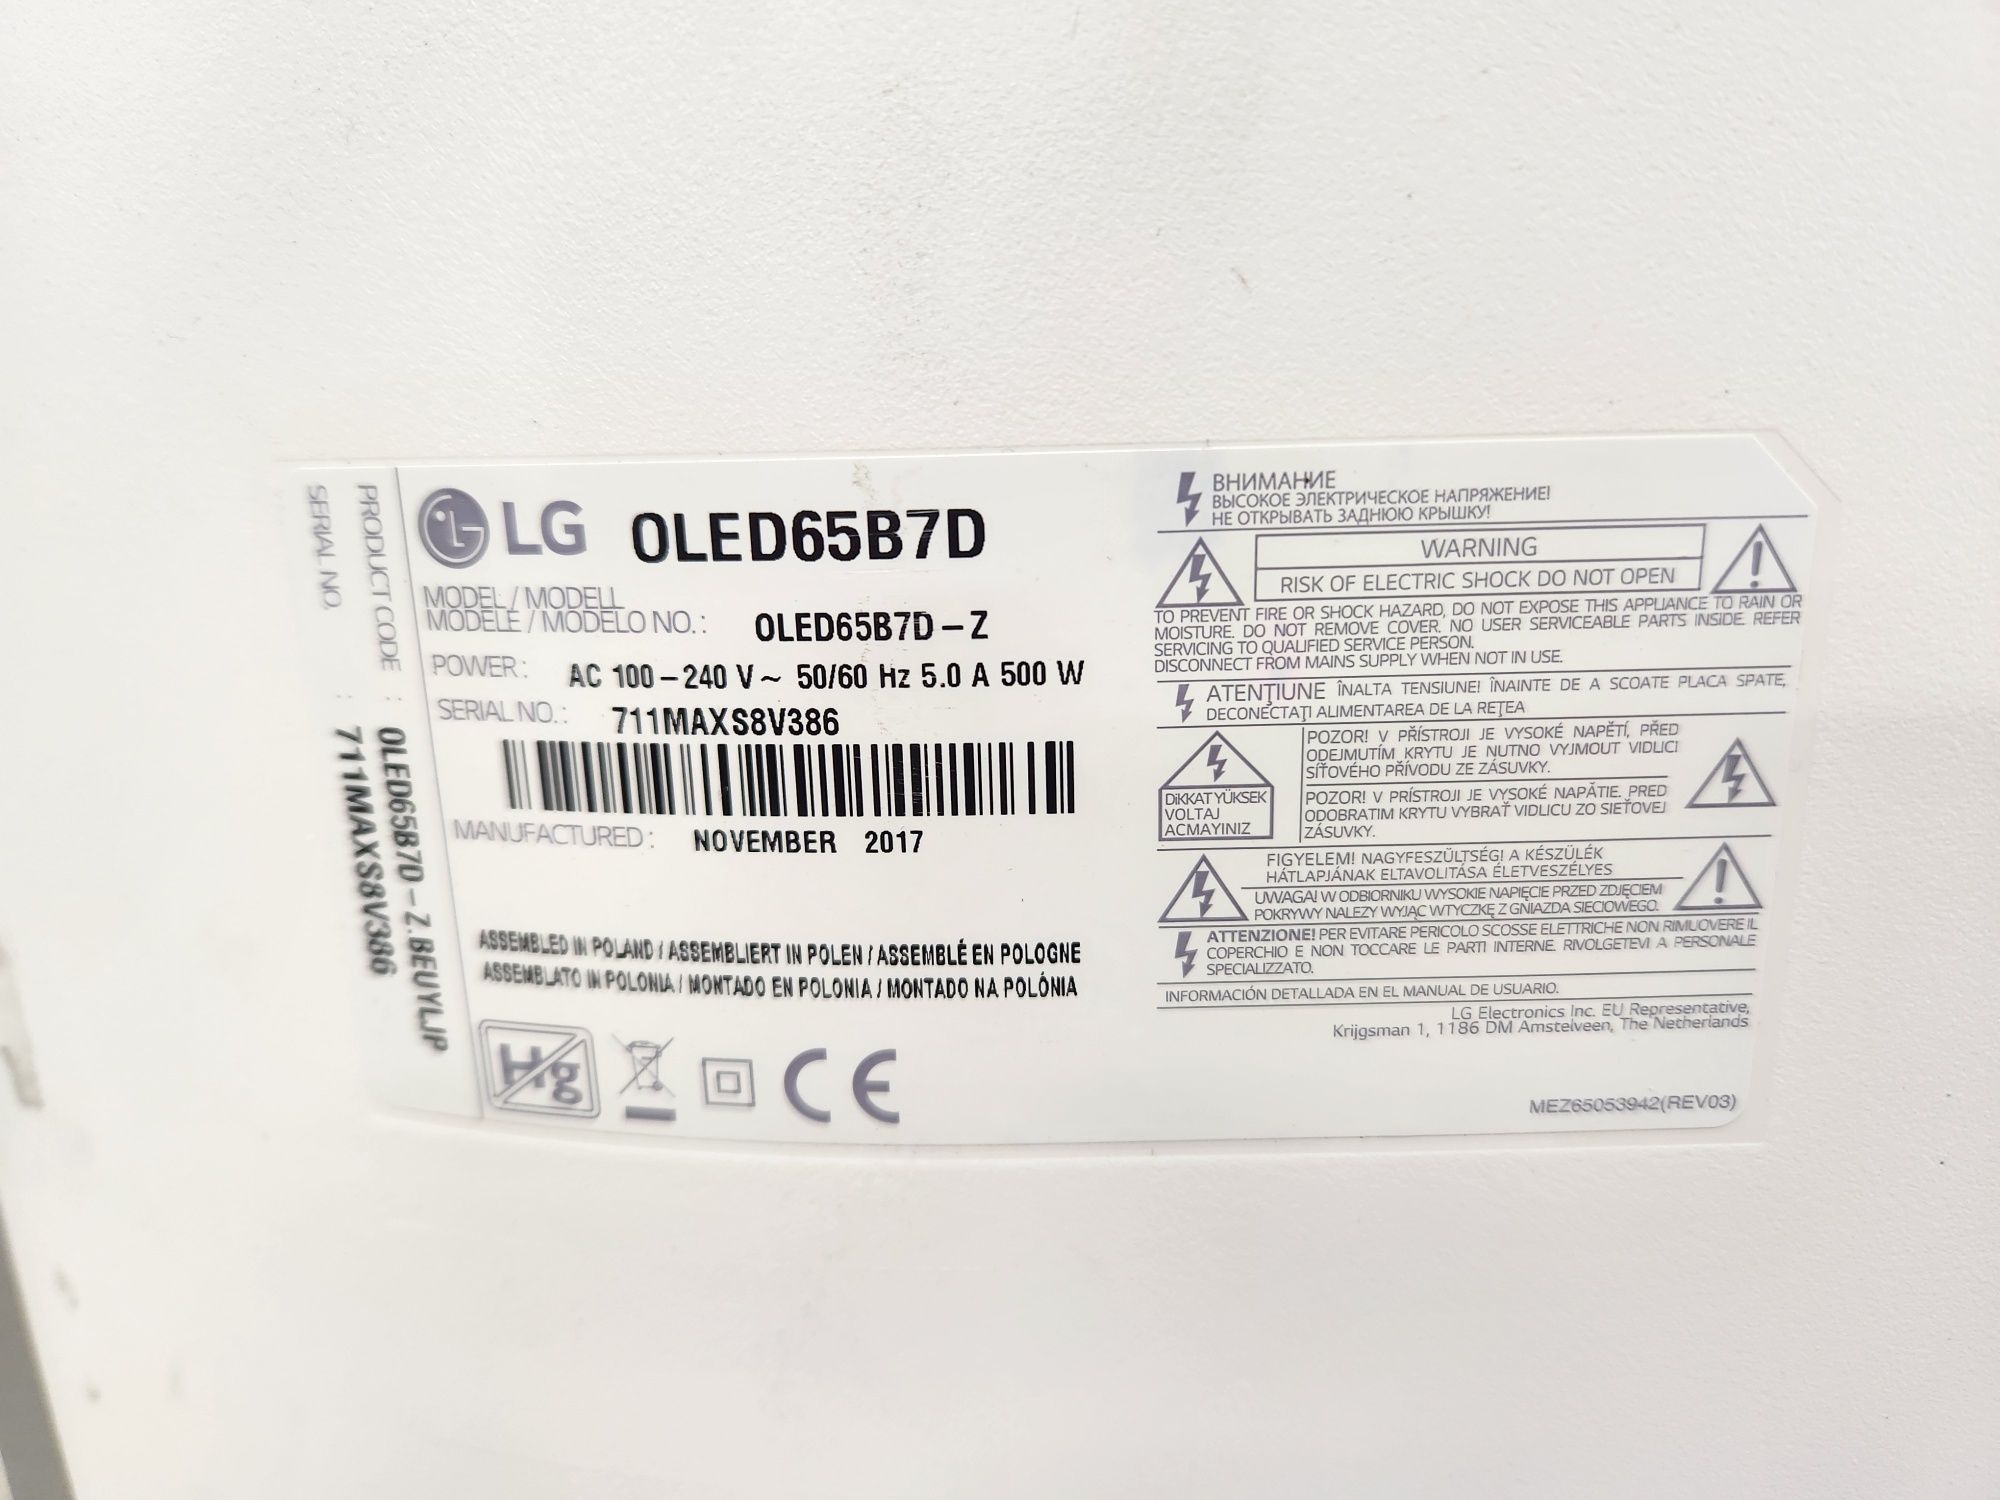 PRODUCT CODE : OLED65B7D-Z.BEUYLJP
SERIAL NO. : 711MAXS8V386
LG OLED65B7D
MODEL / MODELL
MODÈLE / MODELO NO. : OLED65B7D-Z
POWER : AC 100-240 V~ 50/60 Hz 5.0 A 500 W
SERIAL NO. : 711MAXS8V386
MANUFACTURED : NOVEMBER 2017
ASSEMBLED IN POLAND / ASSEMBLIERT IN POLEN / ASSEMBLÉ EN POLOGNE
ASSEMBLATO IN POLONIA / MONTADO EN POLONIA / MONTADO NA POLÓNIA
Hg
CE
ВНИМАНИЕ
ВЫСОКОЕ ЭЛЕКТРИЧЕСКОЕ НАПРЯЖЕНИЕ!
НЕ ОТКРЫВАТЬ ЗАДНЮЮ КРЫШКУ!
WARNING
RISK OF ELECTRIC SHOCK DO NOT OPEN
TO PREVENT FIRE OR SHOCK HAZARD, DO NOT EXPOSE THIS APPLIANCE TO RAIN OR
MOISTURE. DO NOT REMOVE COVER. NO USER SERVICEABLE PARTS INSIDE. REFER
SERVICING TO QUALIFIED SERVICE PERSON.
DISCONNECT FROM MAINS SUPPLY WHEN NOT IN USE.
ATENŢIUNE ÎNALTA TENSIUNE! ÎNAINTE DE A SCOATE PLACA SPATE,
DECONECTAŢI ALIMENTAREA DE LA REŢEA
DİKKAT YÜKSEK
VOLTAJ
AÇMAYINIZ
POZOR! V PŘÍSTROJI JE VYSOKÉ NAPĚTÍ, PŘED
ODEJMUTÍM KRYTU JE NUTNO VYJMOUT VIDLICI
SÍŤOVÉHO PŘÍVODU ZE ZÁSUVKY.
POZOR! V PRÍSTROJI JE VYSOKÉ NAPÄTIE. PRED
ODOBRATIM KRYTU VYBRAŤ VIDLICU ZO SIEŤOVEJ
ZÁSUVKY.
FIGYELEM! NAGYFESZÜLTSÉG! A KÉSZÜLÉK
HÁTLAPJÁNAK ELTAVOLITÁSA ÉLETVESZÉLYES
UWAGA! W ODBIORNIKU WYSOKIE NAPIĘCIE PRZED ZDJĘCIEM
POKRYWY NALEZY WYJĄC WTYCZKĘ Z GNIAZDA SIECIOWEGO.
ATTENZIONE! PER EVITARE PERICOLO SCOSSE ELETTRICHE NON RIMUOVERE IL
COPERCHIO E NON TOCCARE LE PARTI INTERNE. RIVOLGETEVI A PERSONALE
SPECIALIZZATO.
INFORMACIÓN DETALLADA EN EL MANUAL DE USUARIO.
LG Electronics Inc. EU Representative,
Krijgsman 1, 1186 DM Amstelveen, The Netherlands
MEZ65053942(REV03)